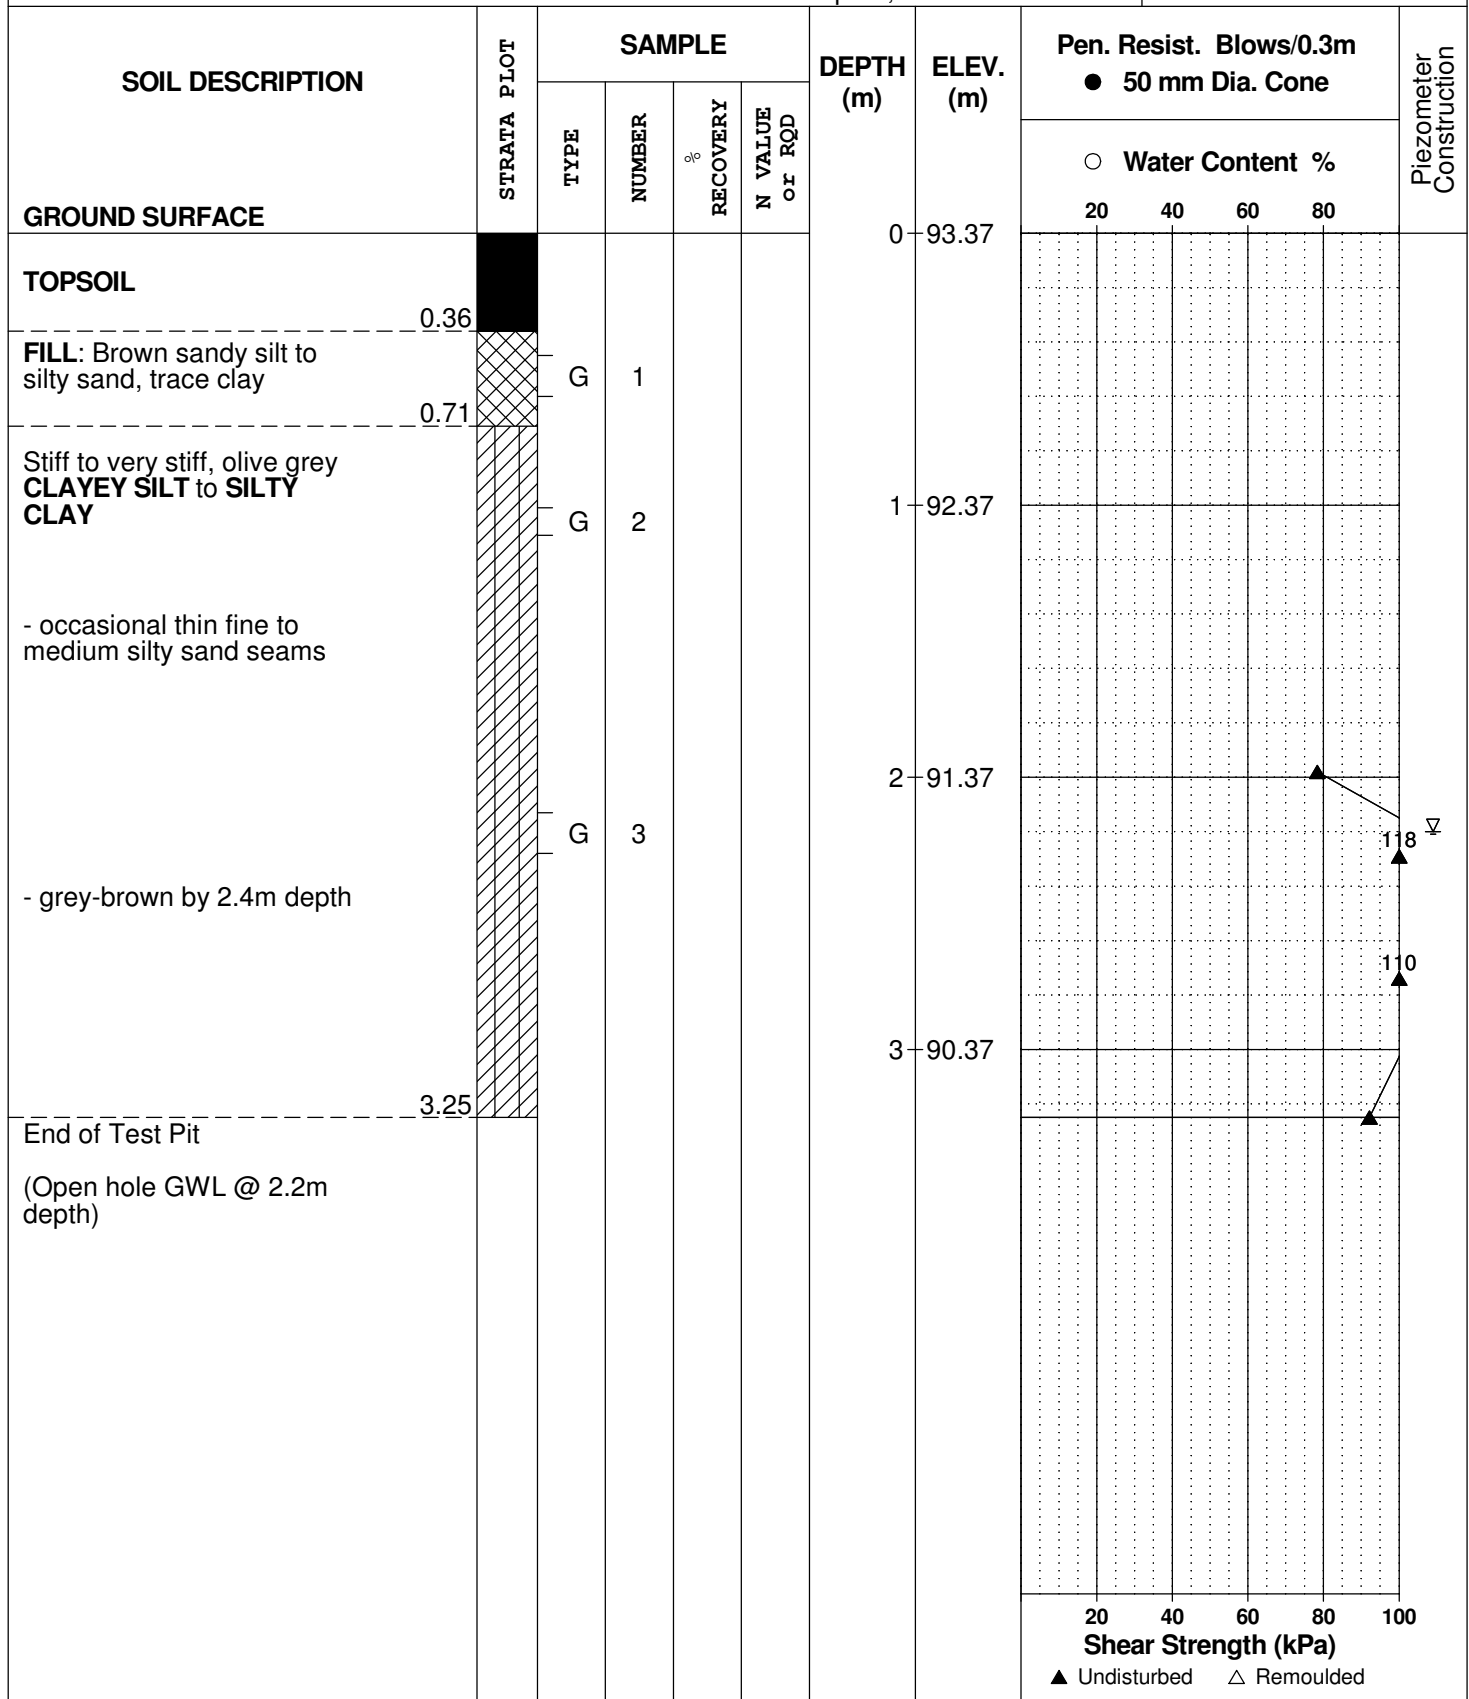 SOIL DESCRIPTION
GROUND SURFACE
STRATA PLOT
SAMPLE
TYPE
NUMBER
% RECOVERY
N VALUE or RQD
DEPTH (m)
ELEV. (m)
Pen. Resist. Blows/0.3m
● 50 mm Dia. Cone
○ Water Content %
20 40 60 80
Piezometer Construction
0 93.37
TOPSOIL
0.36
FILL: Brown sandy silt to
silty sand, trace clay
G 1
0.71
Stiff to very stiff, olive grey
CLAYEY SILT to SILTY
CLAY
G 2
1 92.37
- occasional thin fine to
medium silty sand seams
2 91.37
G 3
118
- grey-brown by 2.4m depth
110
3 90.37
3.25
End of Test Pit
(Open hole GWL @ 2.2m
depth)
20 40 60 80 100
Shear Strength (kPa)
▲ Undisturbed △ Remoulded